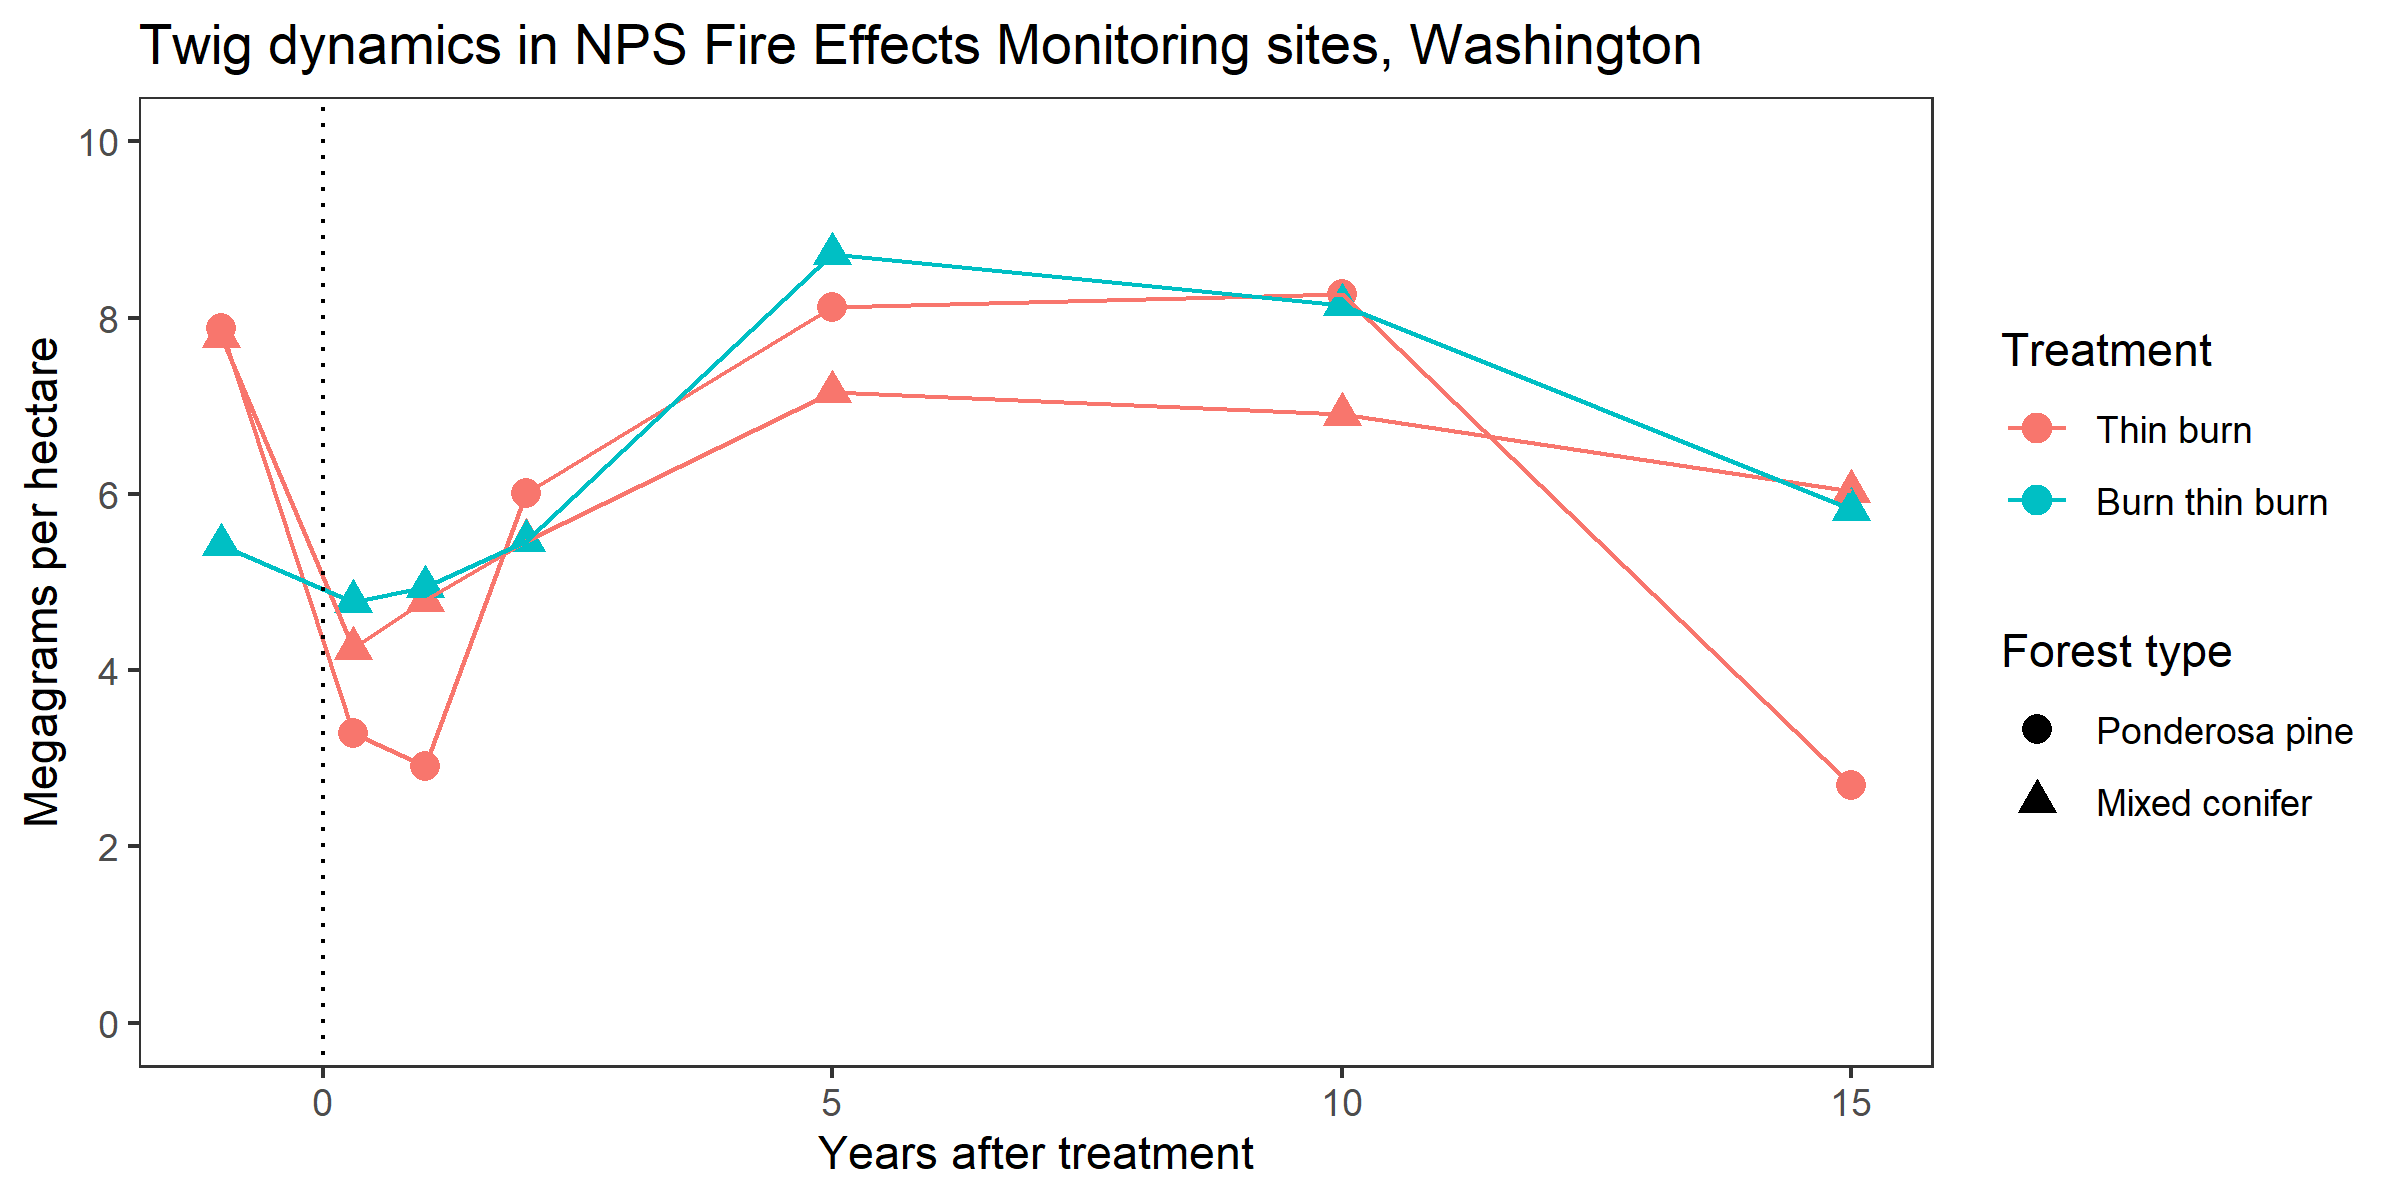 Twig dynamics in NPS Fire Effects Monitoring sites, Washington
Megagrams per hectare
10
8
6
4
2
0
0
5
10
15
Years after treatment
Treatment
Thin burn
Burn thin burn
Forest type
Ponderosa pine
Mixed conifer